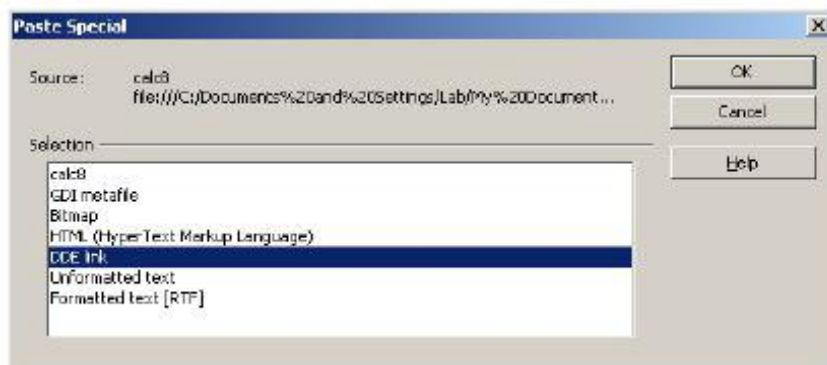 Paste Special
Source: calc8
file:///C:/Documents%20and%20Settings/Lab/My%20Document...
OK
Cancel
Help
Selection
calc8
GDI metafile
Bitmap
HTML (HyperText Markup Language)
DDE link
Unformatted text
Formatted text [RTF]